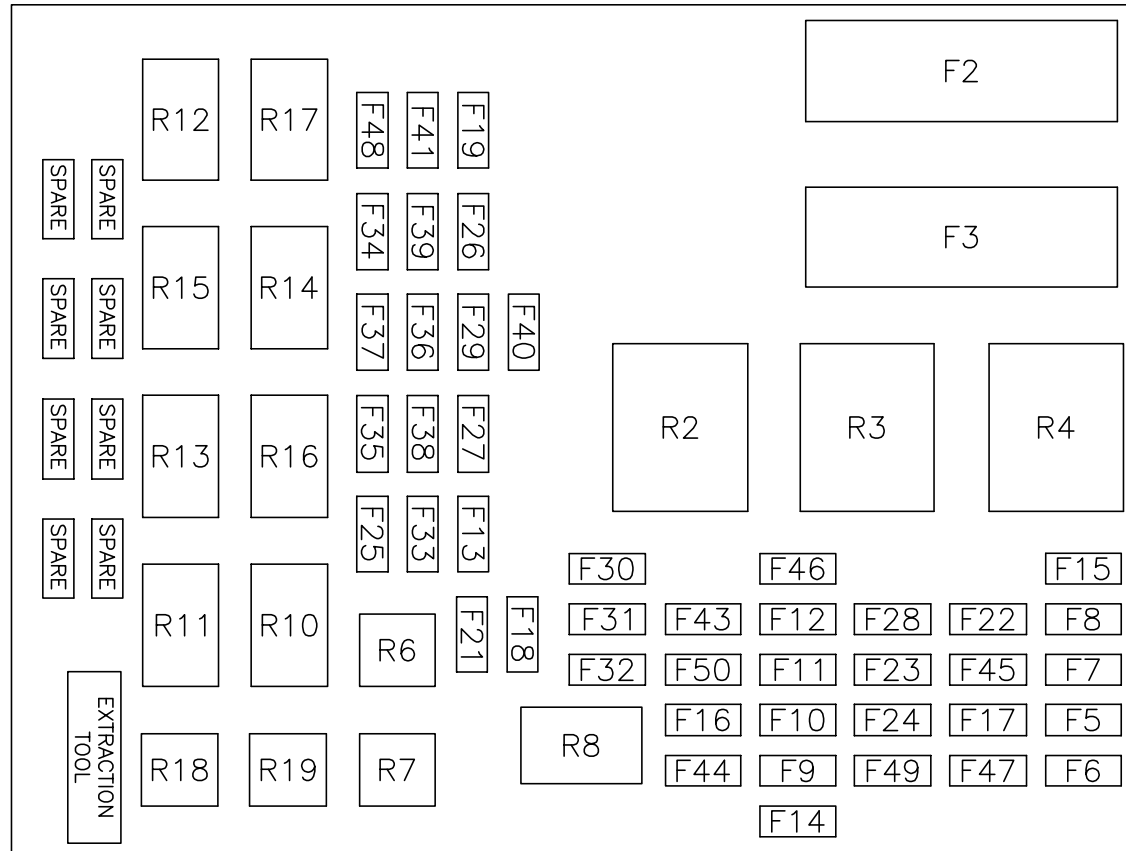 F2
R12
R17
F48
F41
F19
SPARE
SPARE
F34
F39
F26
F3
R15
R14
SPARE
SPARE
F37
F36
F29
F40
R2
R3
R4
SPARE
SPARE
R13
R16
F35
F38
F27
SPARE
SPARE
F25
F33
F13
F30
F46
F15
R11
R10
R6
F21
F18
F31
F43
F12
F28
F22
F8
F32
F50
F11
F23
F45
F7
EXTRACTION
TOOL
F16
F10
F24
F17
F5
R18
R19
R7
R8
F44
F9
F49
F47
F6
F14